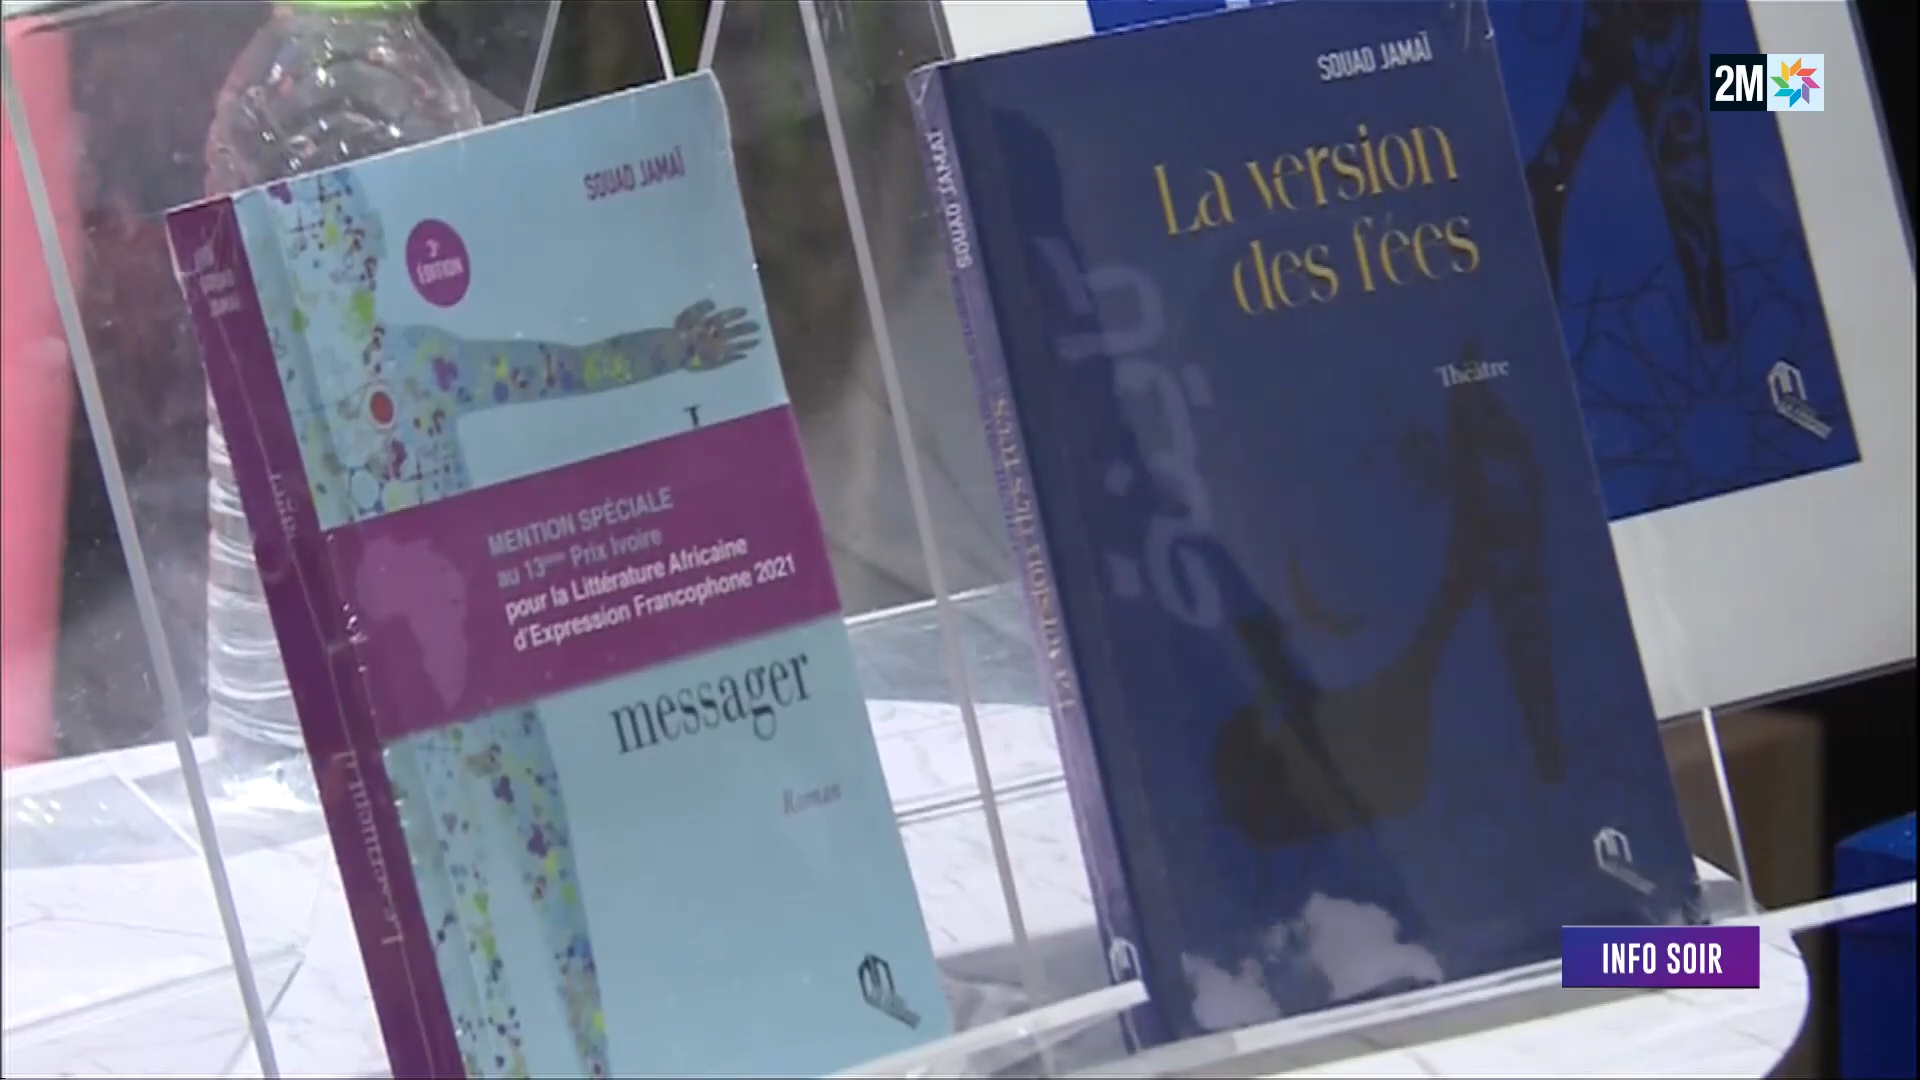 SOUAD JAMAÏ
3e
ÉDITION
MENTION SPÉCIALE
au 13ème Prix Ivoire
pour la Littérature Africaine
d'Expression Francophone 2021
messager
Roman
SOUAD JAMAÏ
La version
des fées
Théâtre
SOUAD JAMAÏ
La version des fées
2M
INFO SOIR